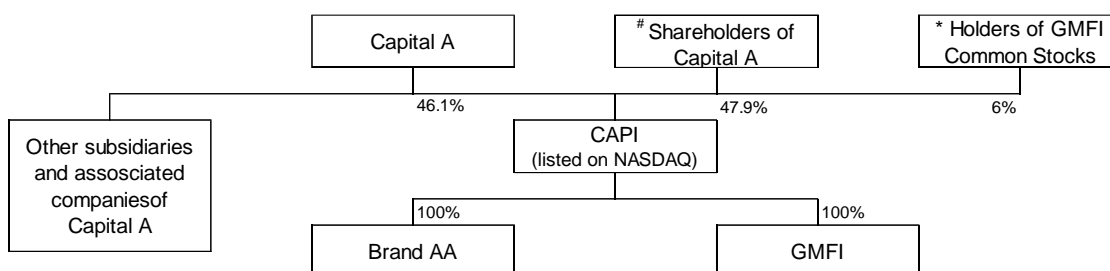 Capital A
# Shareholders of
Capital A
* Holders of GMFI
Common Stocks
46.1%
47.9%
6%
Other subsidiaries
and assosciated
companiesof
Capital A
CAPI
(listed on NASDAQ)
100%
100%
Brand AA
GMFI